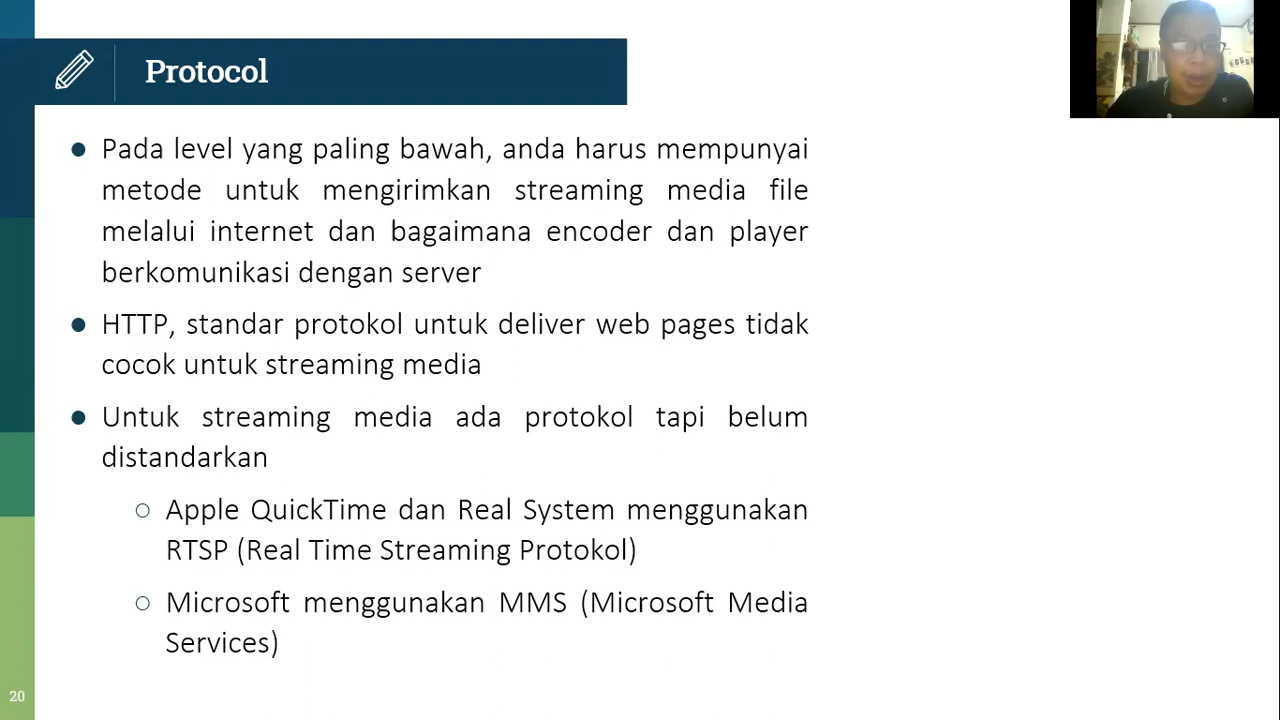 Protocol
● Pada level yang paling bawah, anda harus mempunyai
metode untuk mengirimkan streaming media file
melalui internet dan bagaimana encoder dan player
berkomunikasi dengan server
● HTTP, standar protokol untuk deliver web pages tidak
cocok untuk streaming media
● Untuk streaming media ada protokol tapi belum
distandarkan
○ Apple QuickTime dan Real System menggunakan
RTSP (Real Time Streaming Protokol)
○ Microsoft menggunakan MMS (Microsoft Media
Services)
20